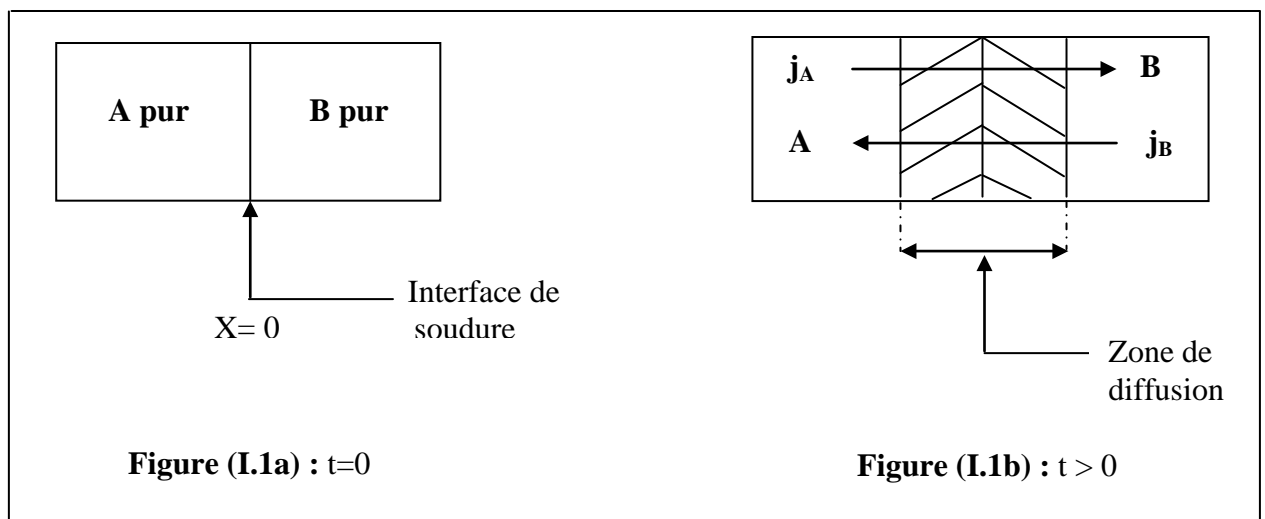 A pur
B pur
Interface de
soudure
X= 0
Figure (I.1a) : t=0
jA
B
A
jB
Zone de
diffusion
Figure (I.1b) : t > 0